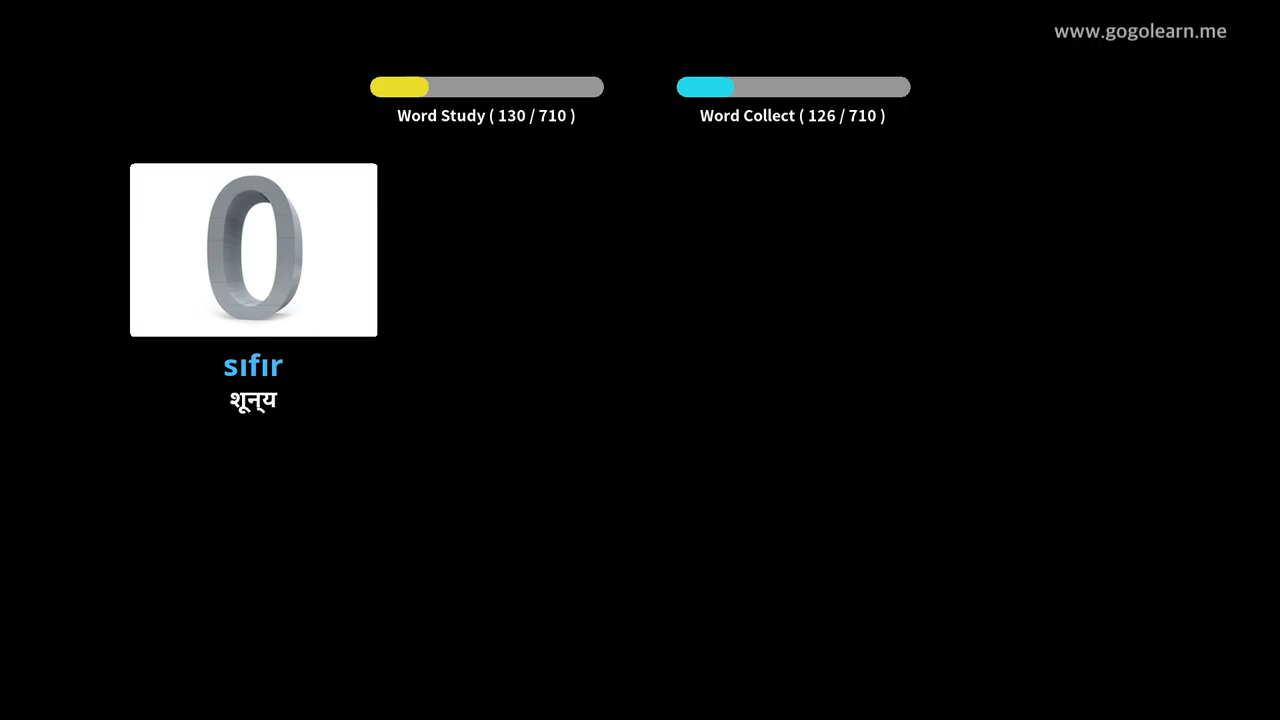 www.gogolearn.me
Word Study ( 130 / 710 )
Word Collect ( 126 / 710 )
0
sıfır
शून्य